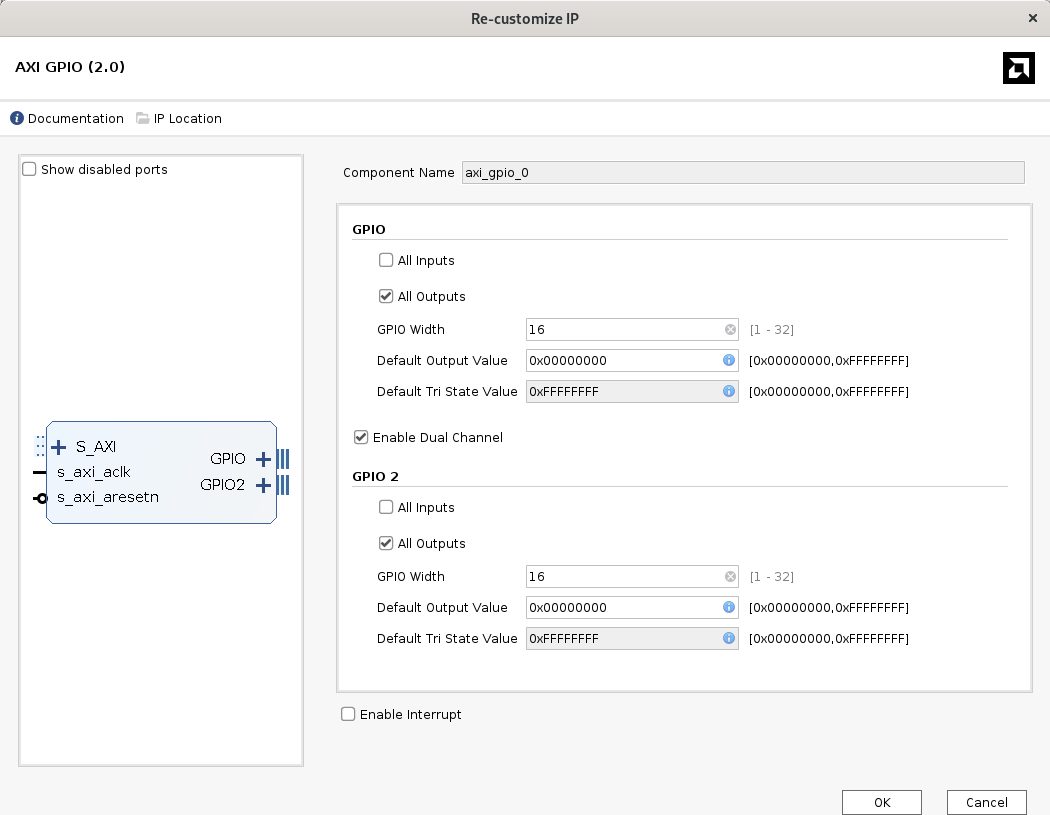 Re-customize IP
AXI GPIO (2.0)
Documentation IP Location
Show disabled ports
S_AXI
s_axi_aclk
s_axi_aresetn
GPIO
GPIO2
Component Name axi_gpio_0
GPIO
All Inputs
All Outputs
GPIO Width 16 [1 - 32]
Default Output Value 0x00000000 [0x00000000,0xFFFFFFFF]
Default Tri State Value 0xFFFFFFFF [0x00000000,0xFFFFFFFF]
Enable Dual Channel
GPIO 2
All Inputs
All Outputs
GPIO Width 16 [1 - 32]
Default Output Value 0x00000000 [0x00000000,0xFFFFFFFF]
Default Tri State Value 0xFFFFFFFF [0x00000000,0xFFFFFFFF]
Enable Interrupt
OK Cancel